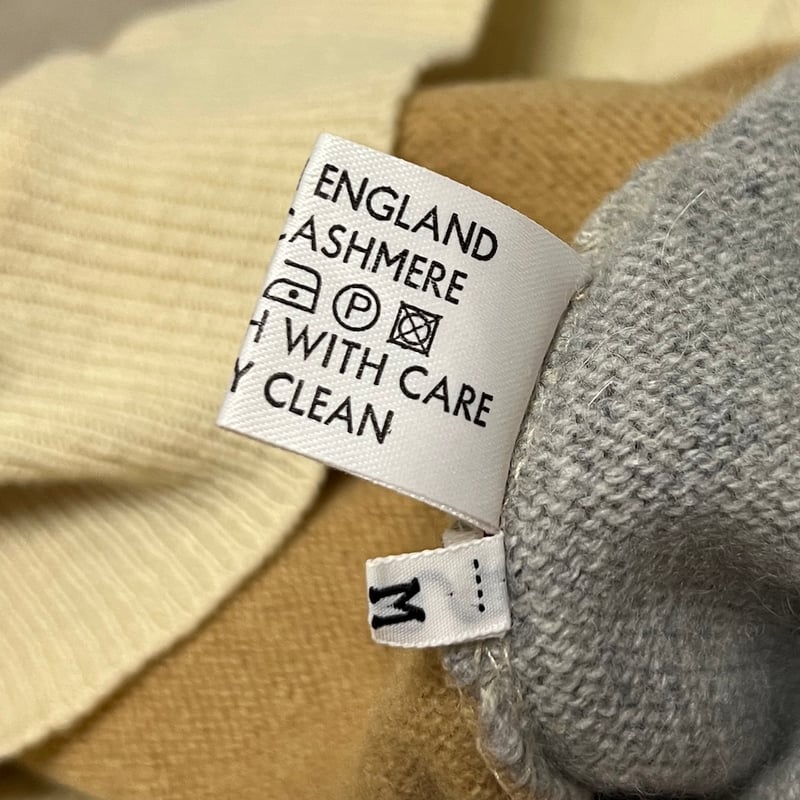 ENGLAND
CASHMERE
P
H WITH CARE
Y CLEAN
M